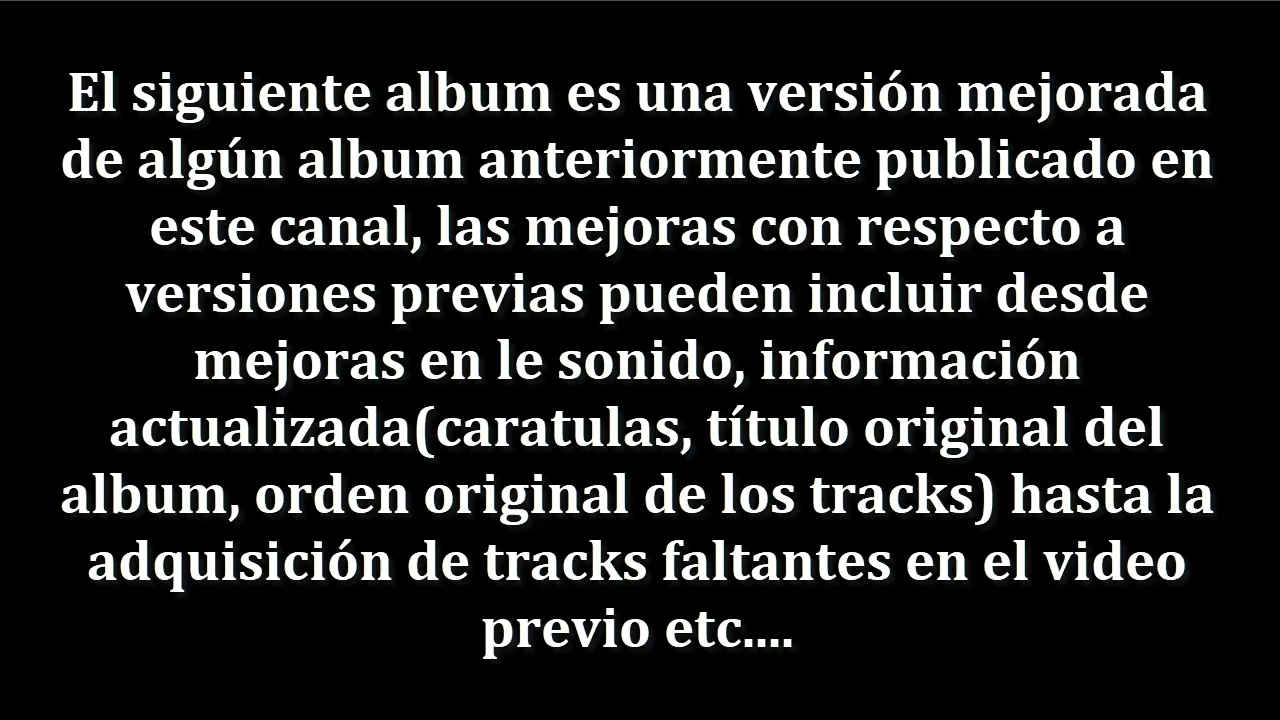 El siguiente album es una versión mejorada
de algún album anteriormente publicado en
este canal, las mejoras con respecto a
versiones previas pueden incluir desde
mejoras en le sonido, información
actualizada(caratulas, título original del
album, orden original de los tracks) hasta la
adquisición de tracks faltantes en el video
previo etc....